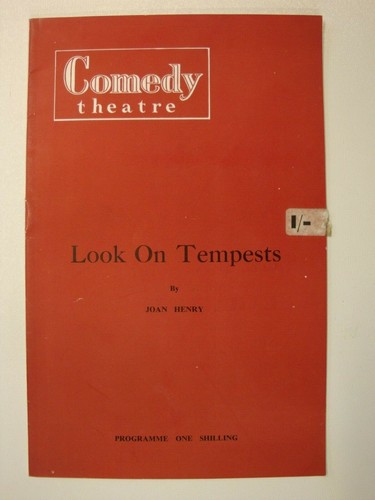 Comedy
theatre
1/-
Look On Tempests
By
JOAN HENRY
PROGRAMME ONE SHILLING